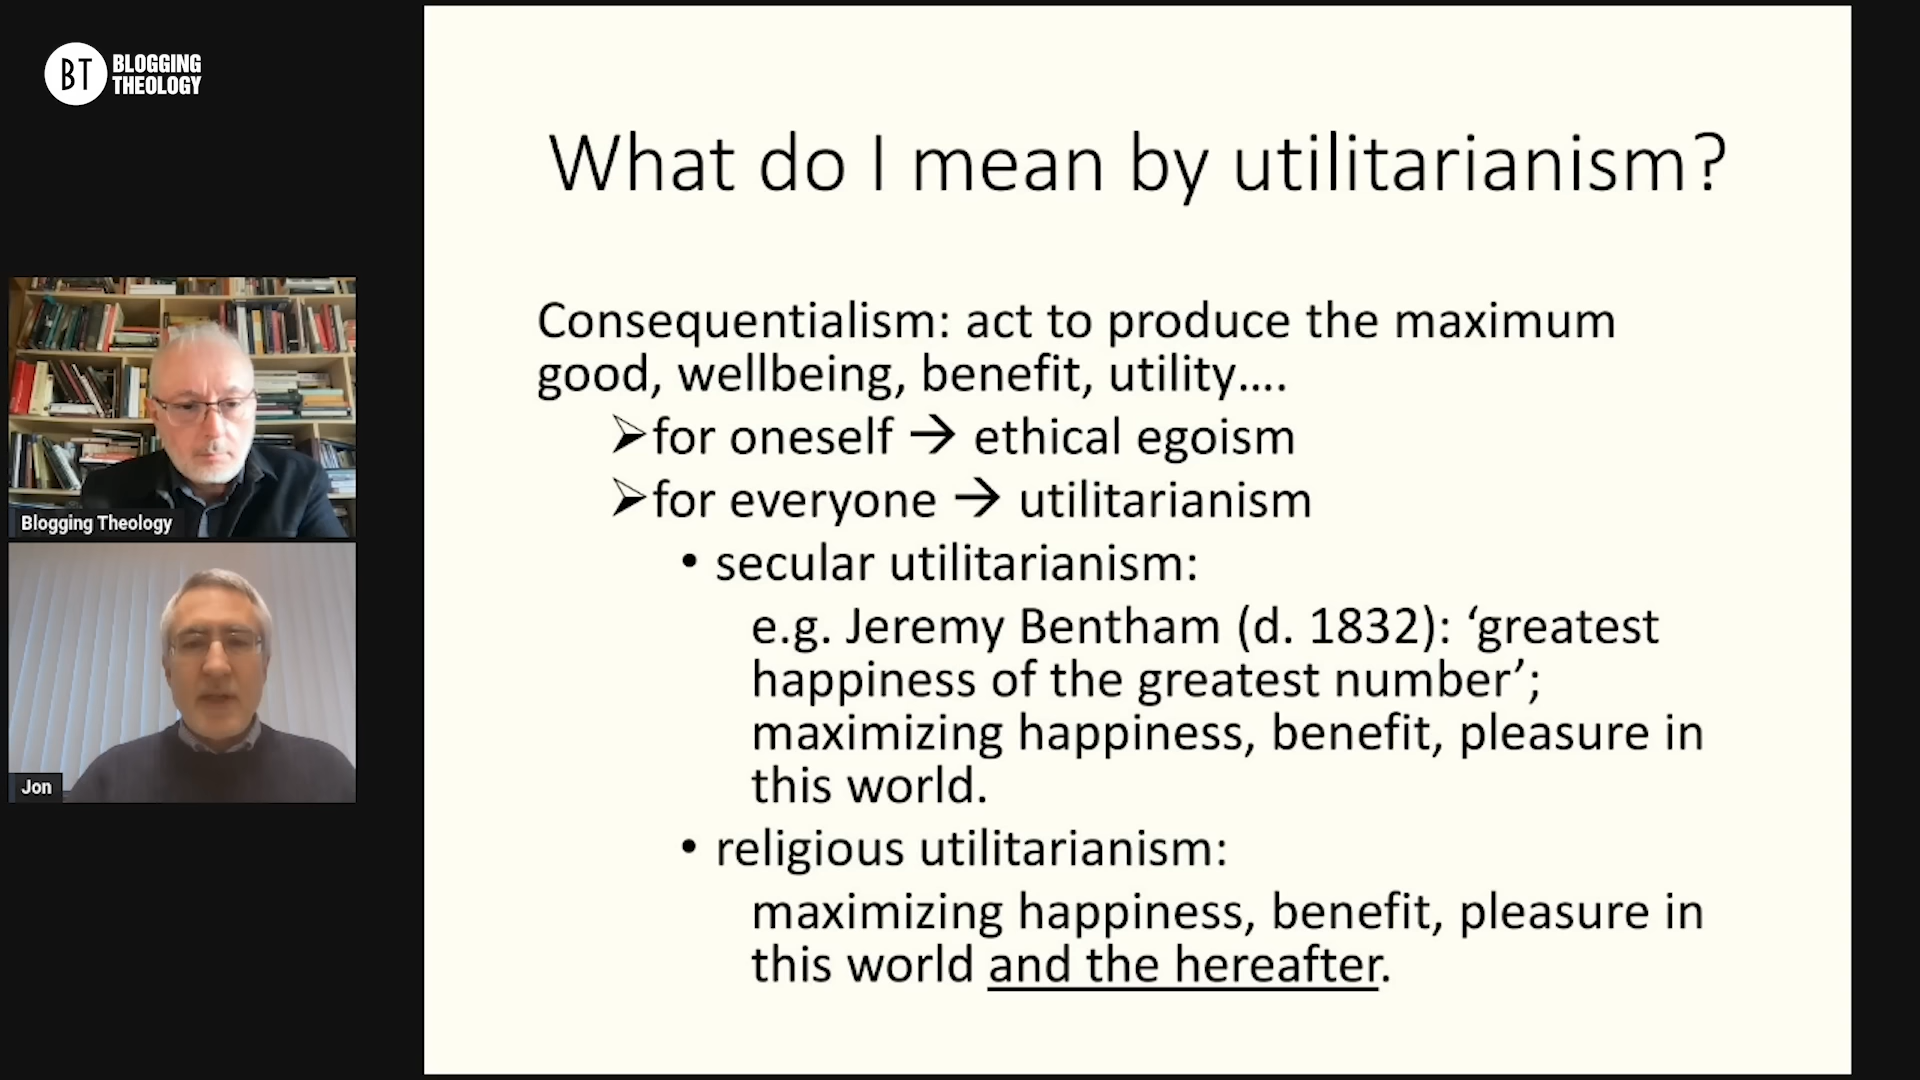 BT BLOGGING
THEOLOGY
What do I mean by utilitarianism?
Consequentialism: act to produce the maximum
good, wellbeing, benefit, utility....
➢for oneself → ethical egoism
➢for everyone → utilitarianism
• secular utilitarianism:
e.g. Jeremy Bentham (d. 1832): ‘greatest
happiness of the greatest number’;
maximizing happiness, benefit, pleasure in
this world.
• religious utilitarianism:
maximizing happiness, benefit, pleasure in
this world and the hereafter.
Blogging Theology
Jon